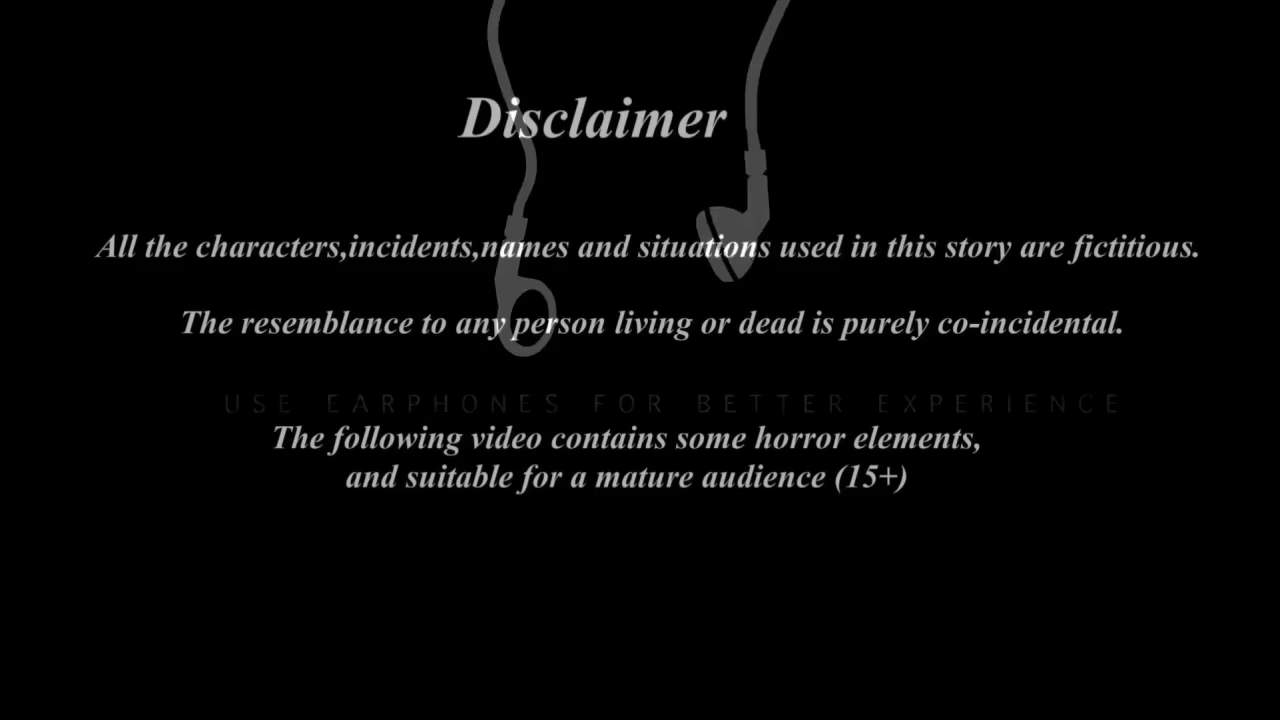 Disclaimer
All the characters,incidents,names and situations used in this story are fictitious.
The resemblance to any person living or dead is purely co-incidental.
USE EARPHONES FOR BETTER EXPERIENCE
The following video contains some horror elements,
and suitable for a mature audience (15+)